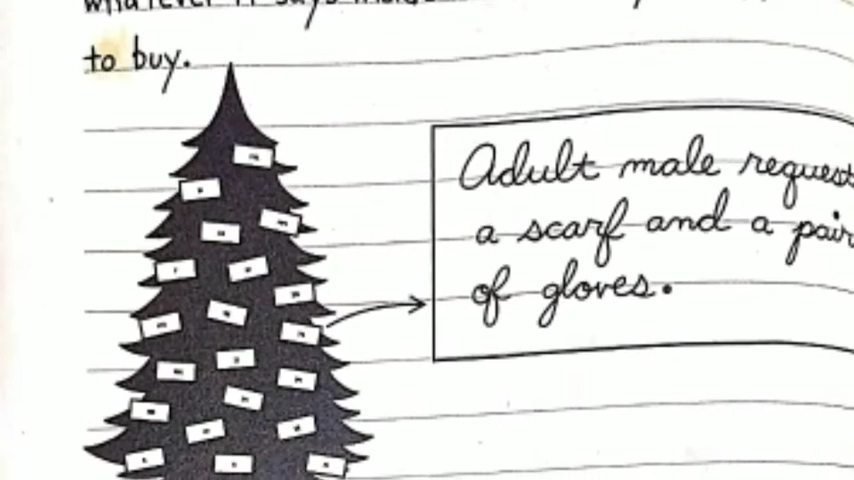 to buy.
Adult male request
a scarf and a pair
of gloves.